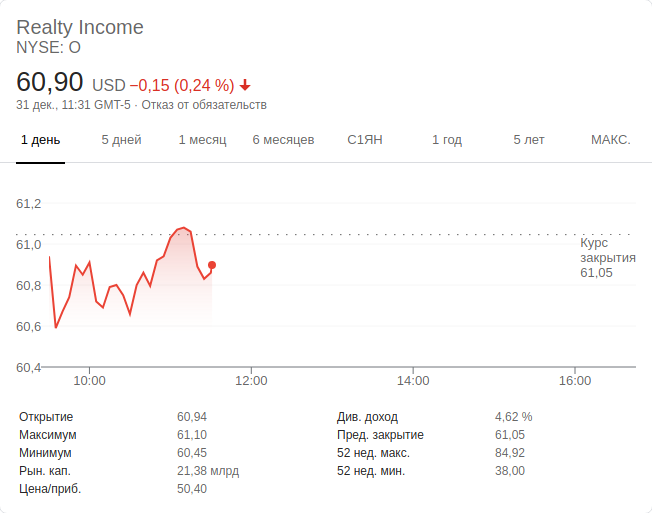 Realty Income
NYSE: O
60,90 USD −0,15 (0,24 %)
31 дек., 11:31 GMT-5 · Отказ от обязательств
1 день 5 дней 1 месяц 6 месяцев С1ЯН 1 год 5 лет МАКС.
61,2
61,0
60,8
60,6
60,4
Курс
закрытия
61,05
10:00 12:00 14:00 16:00
Открытие 60,94 Див. доход 4,62 %
Максимум 61,10 Пред. закрытие 61,05
Минимум 60,45 52 нед. макс. 84,92
Рын. кап. 21,38 млрд 52 нед. мин. 38,00
Цена/приб. 50,40